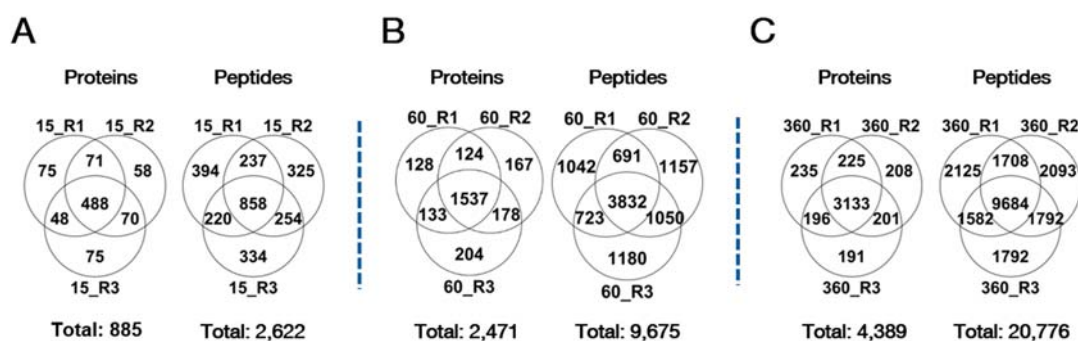 A
Proteins
Peptides
15_R1 15_R2
75 71 58
488
48 70
75
15_R3
Total: 885
15_R1 15_R2
394 237 325
858
220 254
334
15_R3
Total: 2,622
B
Proteins
Peptides
60_R1 60_R2
128 124 167
1537
133 178
204
60_R3
Total: 2,471
60_R1 60_R2
1042 691 1157
3832
723 1050
1180
60_R3
Total: 9,675
C
Proteins
Peptides
360_R1 360_R2
235 225 208
3133
196 201
191
360_R3
Total: 4,389
360_R1 360_R2
2125 1708 2093
9684
1582 1792
1792
360_R3
Total: 20,776